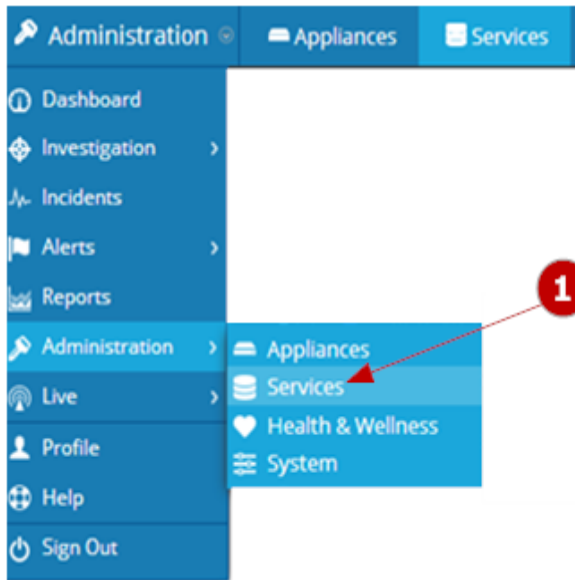 Administration Appliances Services
Dashboard
Investigation
Incidents
Alerts
Reports
Administration
Live
Profile
Help
Sign Out
Appliances
Services
Health & Wellness
System
1